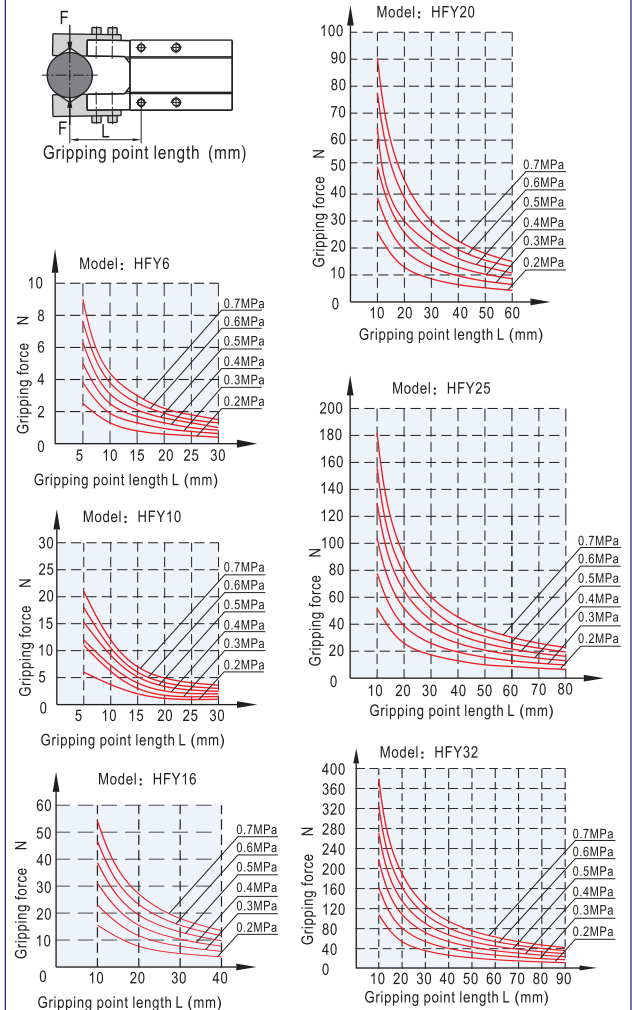 F
F
L
Gripping point length (mm)
Model: HFY20
Gripping force N
100
90
80
70
60
50
40
30
20
10
0
0.7MPa
0.6MPa
0.5MPa
0.4MPa
0.3MPa
0.2MPa
10 20 30 40 50 60
Gripping point length L (mm)
Model: HFY6
Gripping force N
10
8
6
4
2
0
0.7MPa
0.6MPa
0.5MPa
0.4MPa
0.3MPa
0.2MPa
5 10 15 20 25 30
Gripping point length L (mm)
Model: HFY25
Gripping force N
200
180
160
140
120
100
80
60
40
20
0
0.7MPa
0.6MPa
0.5MPa
0.4MPa
0.3MPa
0.2MPa
10 20 30 40 50 60 70 80
Gripping point length L (mm)
Model: HFY10
Gripping force N
30
25
20
15
10
5
0
0.7MPa
0.6MPa
0.5MPa
0.4MPa
0.3MPa
0.2MPa
5 10 15 20 25 30
Gripping point length L (mm)
Model: HFY16
Gripping force N
60
50
40
30
20
10
0
0.7MPa
0.6MPa
0.5MPa
0.4MPa
0.3MPa
0.2MPa
10 20 30 40
Gripping point length L (mm)
Model: HFY32
Gripping force N
400
360
320
280
240
200
160
120
80
40
0
0.7MPa
0.6MPa
0.5MPa
0.4MPa
0.3MPa
0.2MPa
10 20 30 40 50 60 70 80 90
Gripping point length L (mm)